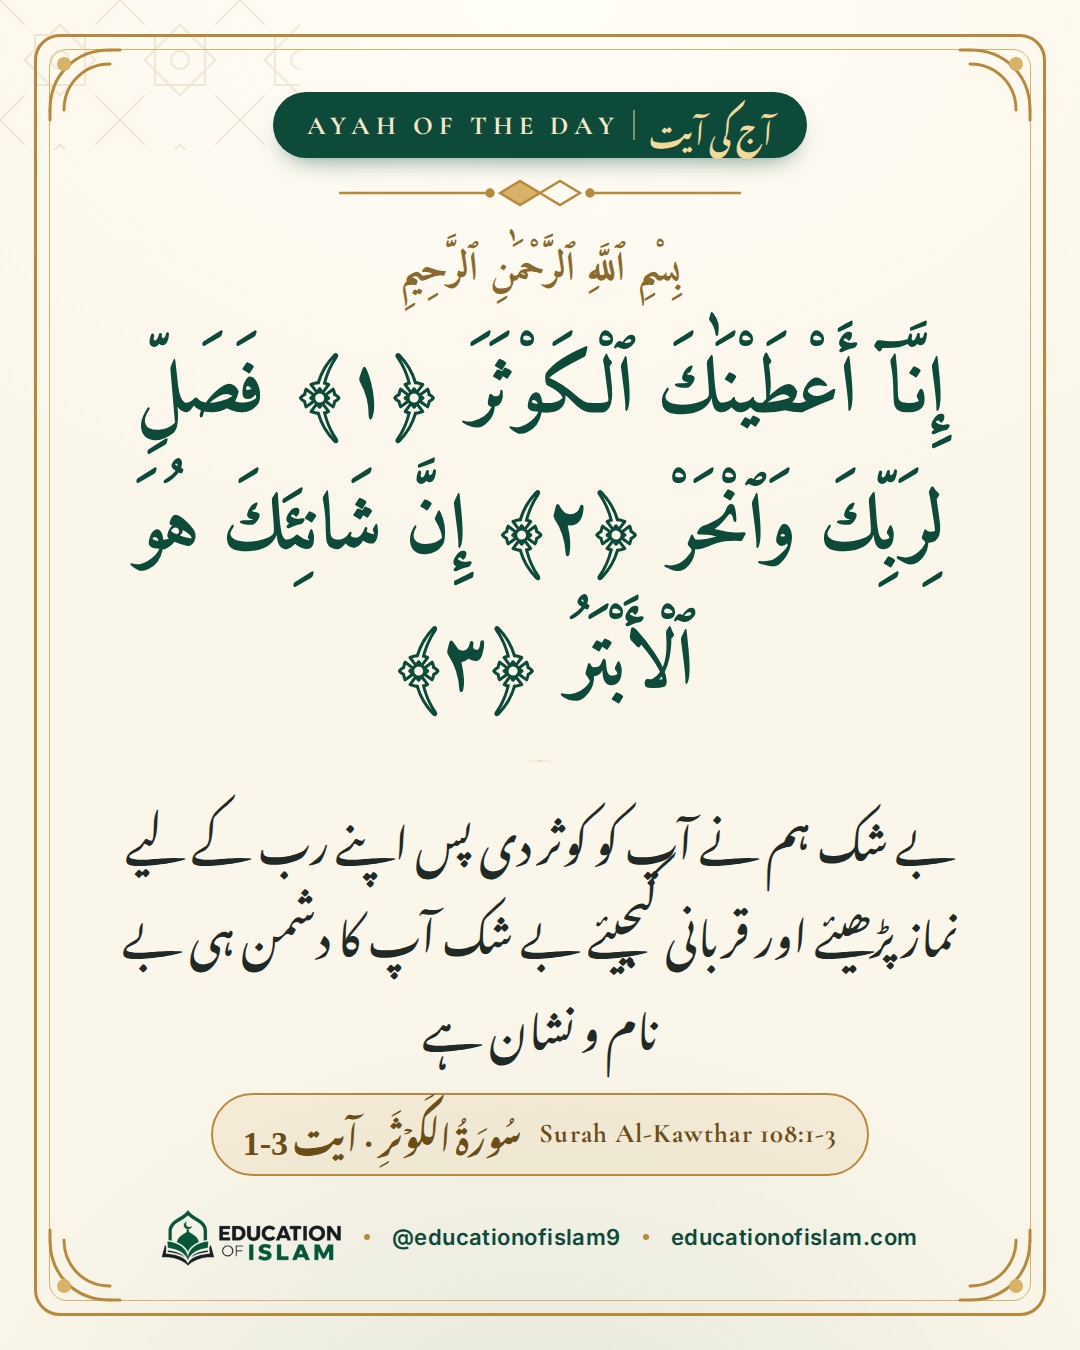 AYAH OF THE DAY | آج کی آیت
بِسْمِ ٱللَّهِ ٱلرَّحْمَٰنِ ٱلرَّحِيمِ
إِنَّآ أَعْطَيْنَٰكَ ٱلْكَوْثَرَ ﴿١﴾ فَصَلِّ
لِرَبِّكَ وَٱنْحَرْ ﴿٢﴾ إِنَّ شَانِئَكَ هُوَ
ٱلْأَبْتَرُ ﴿٣﴾
بے شک ہم نے آپ کو کوثر دی پس اپنے رب کے لیے
نماز پڑھیئے اور قربانی کیجیئے بے شک آپ کا دشمن ہی بے
نام و نشان ہے
سُورَةُ الكَوۡثَرِ · آیت 1-3 Surah Al-Kawthar 108:1-3
EDUCATION OF ISLAM • @educationofislam9 • educationofislam.com